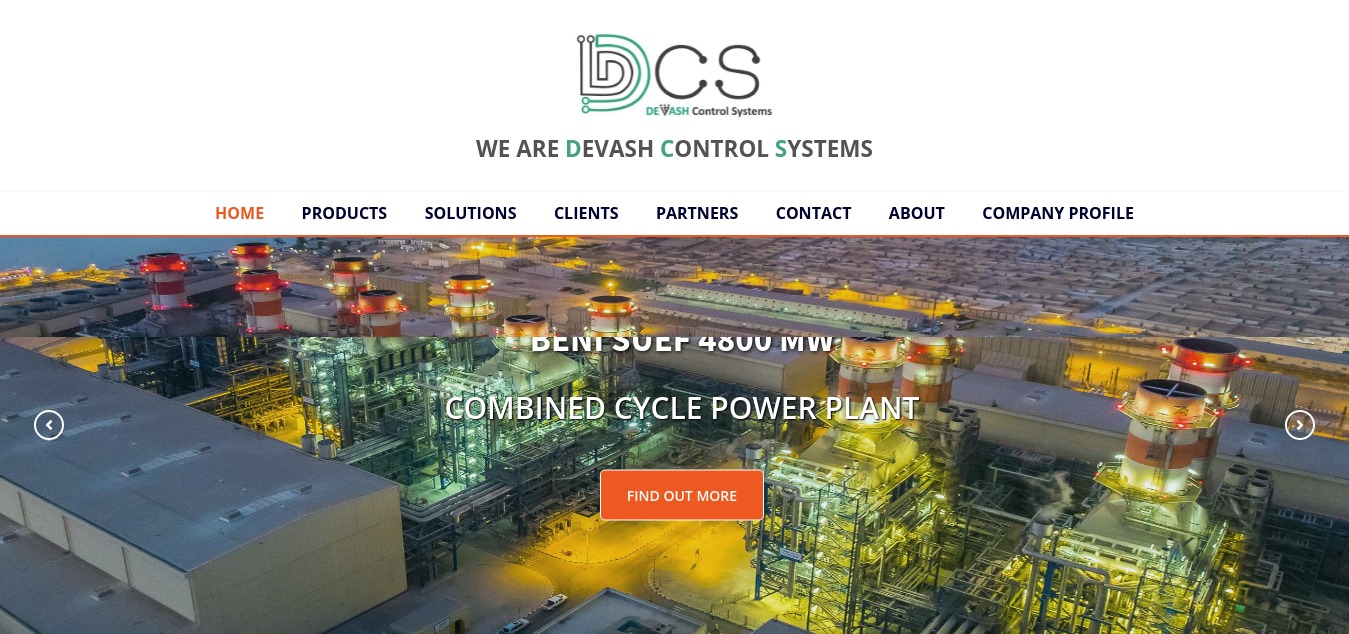 DCS
DEVASH Control Systems
WE ARE DEVASH CONTROL SYSTEMS
HOME PRODUCTS SOLUTIONS CLIENTS PARTNERS CONTACT ABOUT COMPANY PROFILE
BENI SUEF 4800 MW
COMBINED CYCLE POWER PLANT
FIND OUT MORE